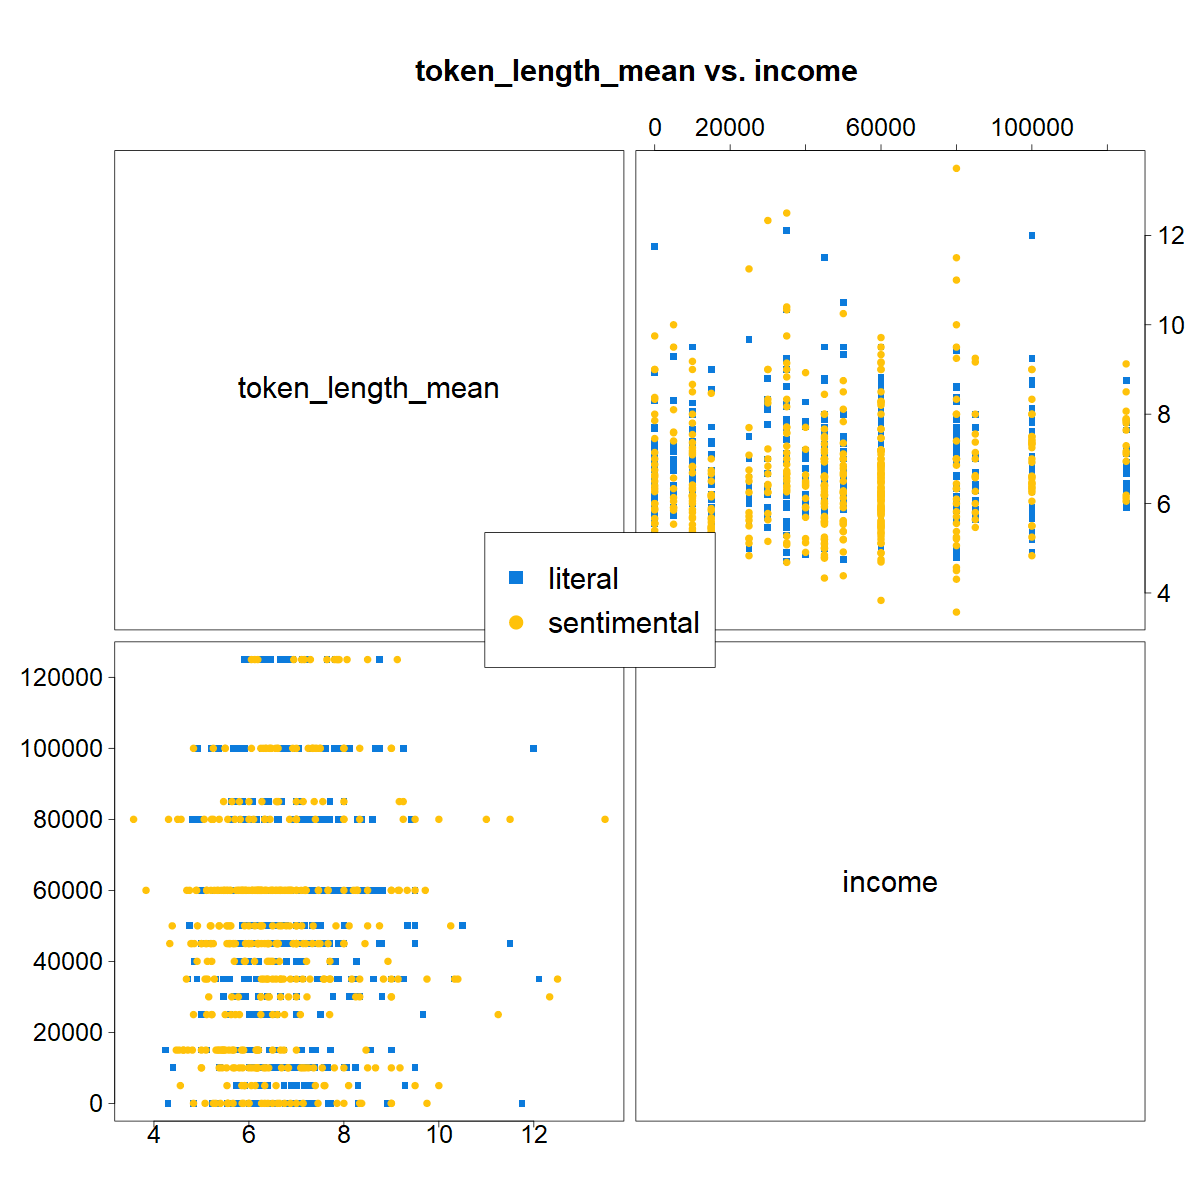 token_length_mean vs. income
0 20000 60000 100000
token_length_mean
12
10
8
6
4
literal
sentimental
120000
100000
80000
60000
40000
20000
0
income
4 6 8 10 12